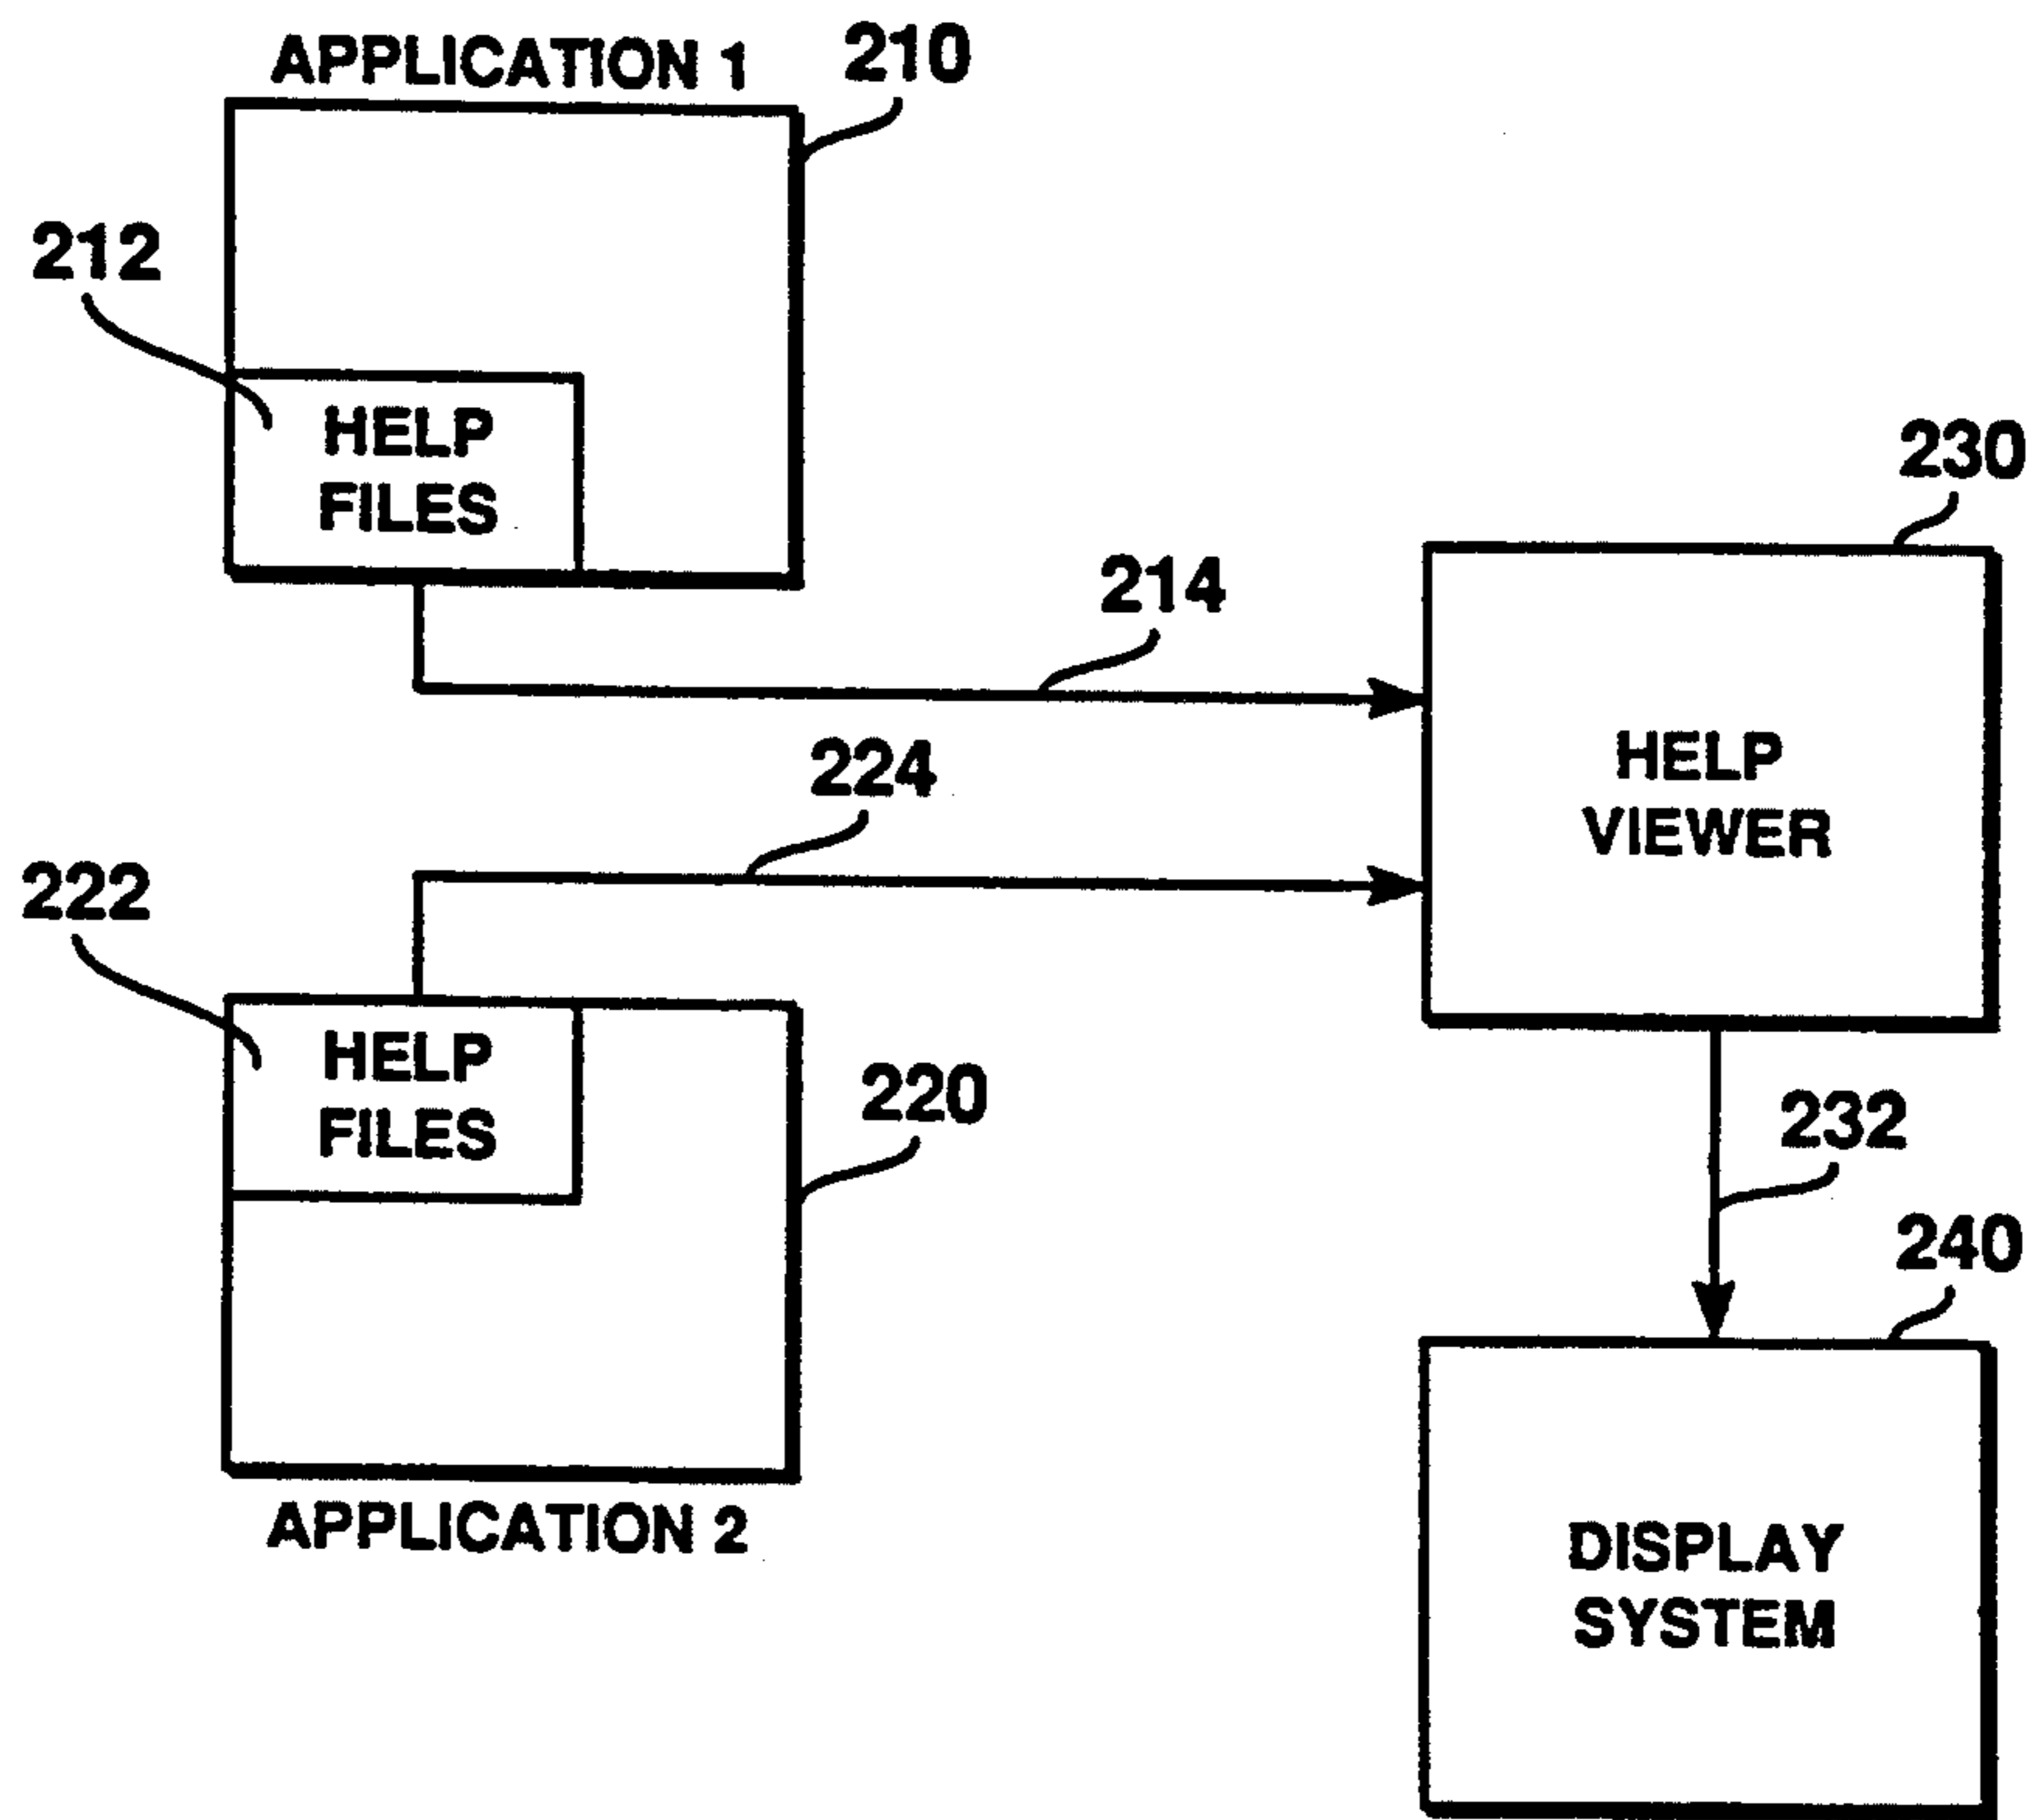 APPLICATION 1
210
212
HELP
FILES
214
230
HELP
VIEWER
224
222
HELP
FILES
220
232
240
APPLICATION 2
DISPLAY
SYSTEM